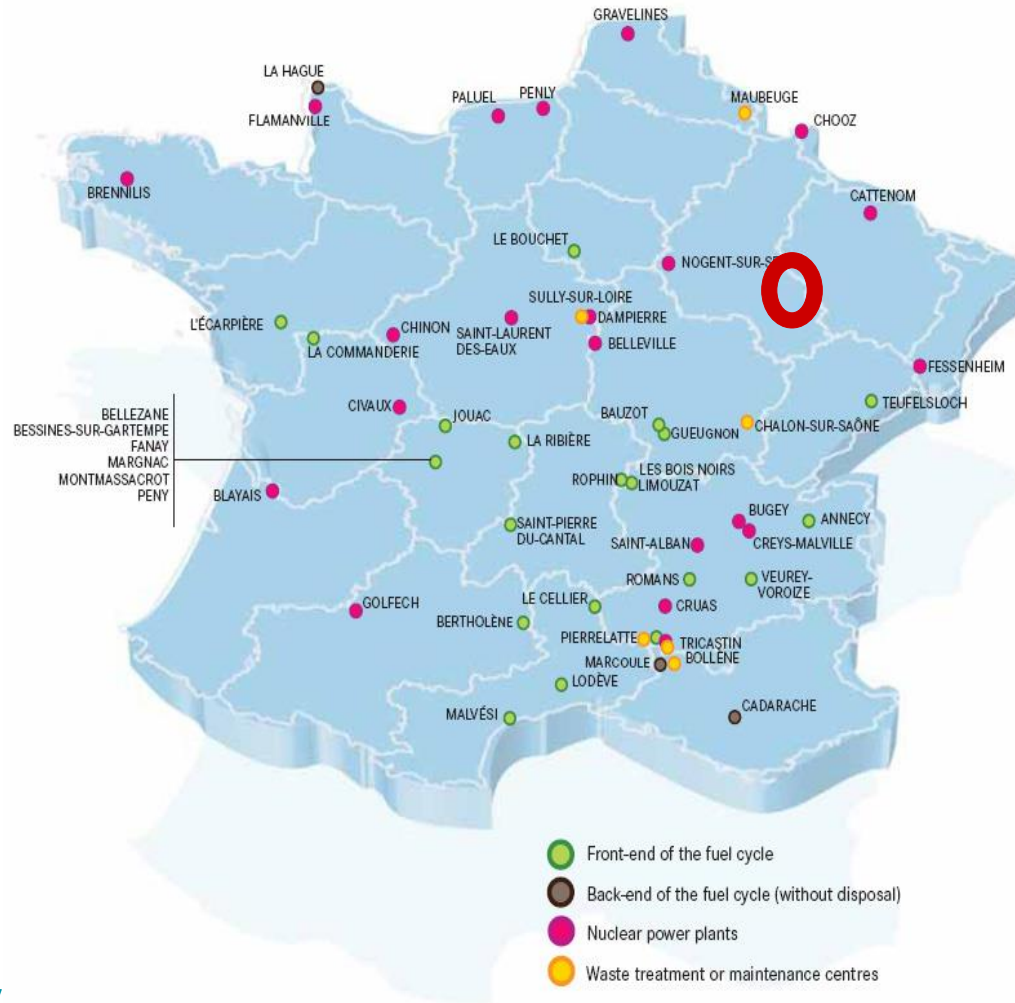 GRAVELINES
LA HAGUE
PALUEL
PENLY
MAUBEUGE
FLAMANVILLE
CHOOZ
BRENNILIS
CATTENOM
LE BOUCHET
NOGENT-SUR-SE
SULLY-SUR-LOIRE
DAMPIERRE
L'ÉCARPIÈRE
CHINON
SAINT-LAURENT
DES-EAUX
LA COMMANDERIE
BELLEVILLE
FESSENHEIM
TEUFELSLOCH
CIVAUX
JOUAC
BAUZOT
GUEUGNON
CHALON-SUR-SAÔNE
BELLEZANE
BESSINES-SUR-GARTEMPE
FANAY
MARGNAC
MONTMASSACROT
PENY
LA RIBIÈRE
ROPHIN
LES BOIS NOIRS
LIMOUZAT
BLAYAIS
BUGEY
ANNECY
SAINT-PIERRE
DU-CANTAL
CREYS-MALVILLE
SAINT-ALBAN
ROMANS
VEUREY-
VOROIZE
GOLFECH
LE CELLIER
CRUAS
BERTHOLÈNE
PIERRELATTE
TRICASTIN
BOLLÈNE
MARCOULE
LODÈVE
CADARACHE
MALVÉSI
Front-end of the fuel cycle
Back-end of the fuel cycle (without disposal)
Nuclear power plants
Waste treatment or maintenance centres